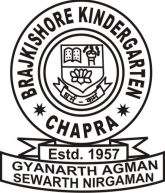 BRAJKISHORE KINDERGARTEN
CHAPRA
Estd. 1957
GYANARTH AGMAN
SEWARTH NIRGAMAN